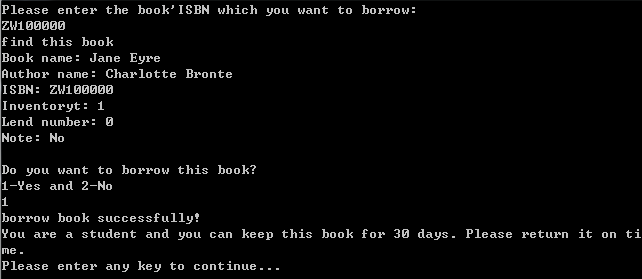 Please enter the book'ISBN which you want to borrow:
ZW100000
find this book
Book name: Jane Eyre
Author name: Charlotte Bronte
ISBN: ZW100000
Inventoryt: 1
Lend number: 0
Note: No
Do you want to borrow this book?
1-Yes and 2-No
1
borrow book successfully!
You are a student and you can keep this book for 30 days. Please return it on ti
me.
Please enter any key to continue...